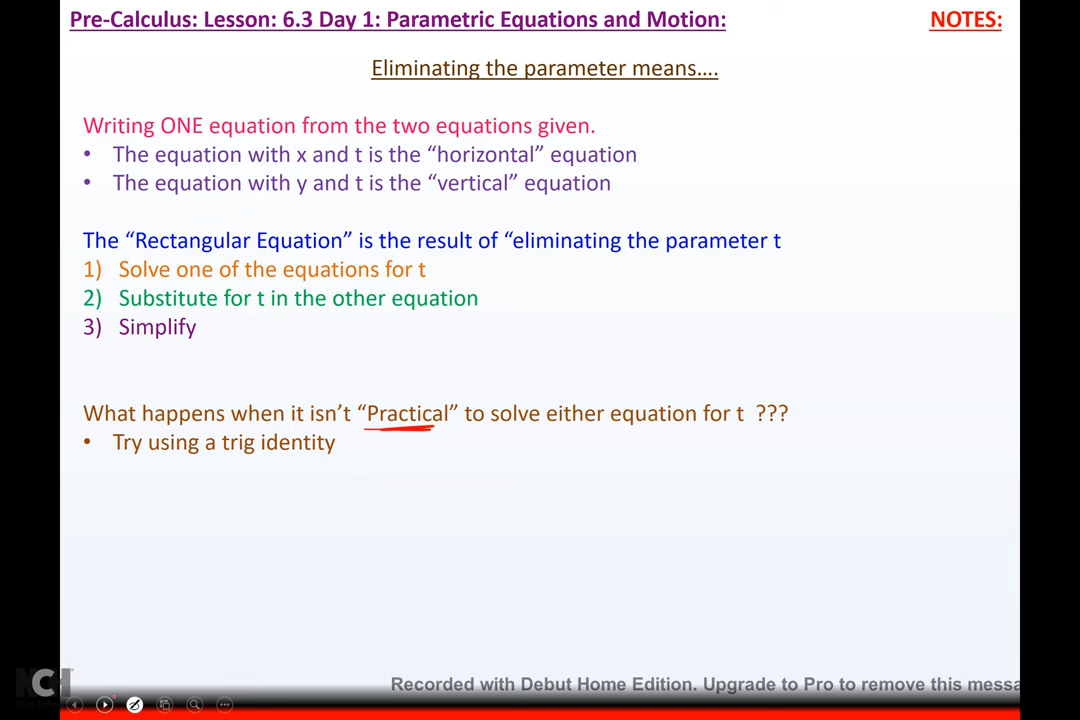 Pre-Calculus: Lesson: 6.3 Day 1: Parametric Equations and Motion: NOTES:
Eliminating the parameter means....
Writing ONE equation from the two equations given.
• The equation with x and t is the “horizontal” equation
• The equation with y and t is the “vertical” equation
The “Rectangular Equation” is the result of “eliminating the parameter t
1) Solve one of the equations for t
2) Substitute for t in the other equation
3) Simplify
What happens when it isn’t “Practical” to solve either equation for t ???
• Try using a trig identity
NCH
Recorded with Debut Home Edition. Upgrade to Pro to remove this messa